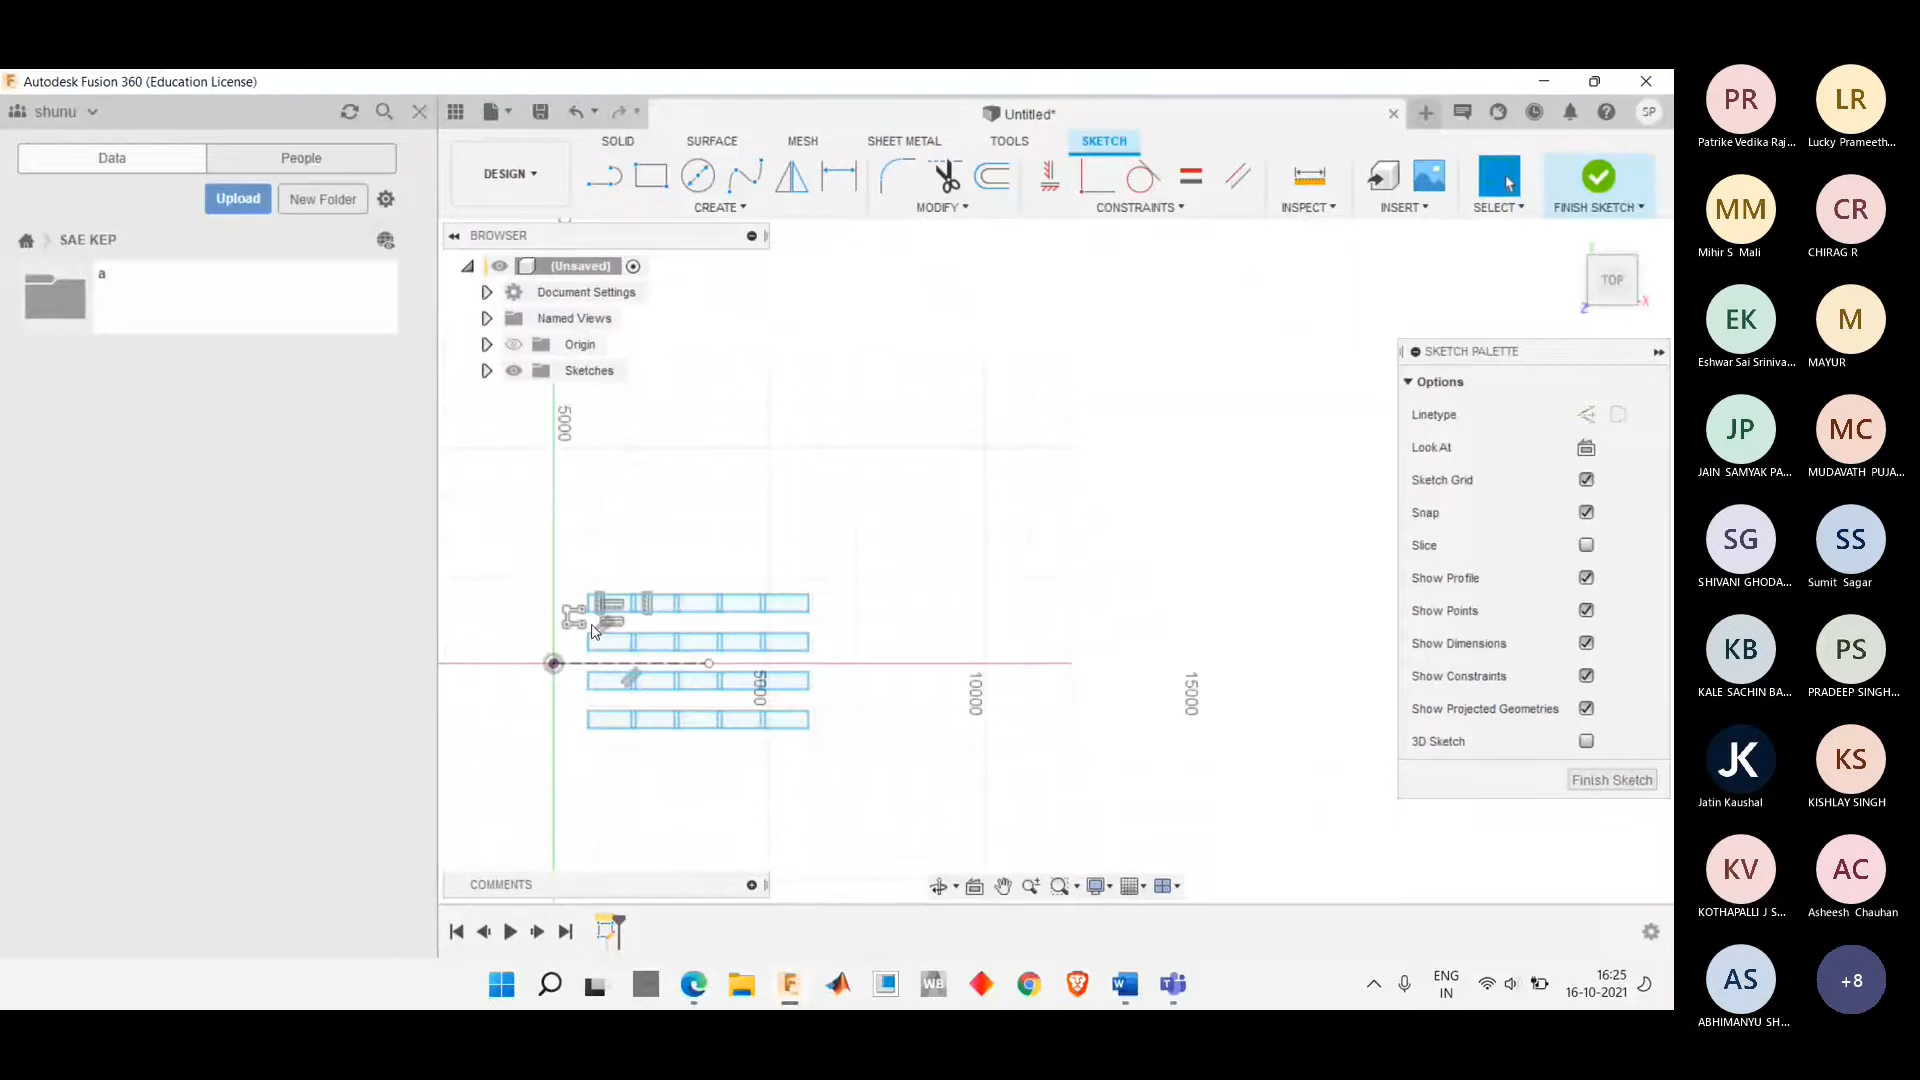 Autodesk Fusion 360 (Education License)
shunu
Untitled*
SP
Data
People
Upload
New Folder
SAE KEP
a
SOLID
SURFACE
MESH
SHEET METAL
TOOLS
SKETCH
DESIGN
CREATE
MODIFY
CONSTRAINTS
INSPECT
INSERT
SELECT
FINISH SKETCH
BROWSER
(Unsaved)
Document Settings
Named Views
Origin
Sketches
TOP
X
Z
5000
5000
10000
15000
SKETCH PALETTE
Options
Linetype
Look At
Sketch Grid
Snap
Slice
Show Profile
Show Points
Show Dimensions
Show Constraints
Show Projected Geometries
3D Sketch
Finish Sketch
COMMENTS
WB
ENG
IN
16:25
16-10-2021
PR
Patrike Vedika Raj...
LR
Lucky Prameeth...
MM
Mihir S Mali
CR
CHIRAG R
EK
Eshwar Sai Sriniva...
M
MAYUR
JP
JAIN SAMYAK PA...
MC
MUDAVATH PUJA...
SG
SHIVANI GHODA...
SS
Sumit Sagar
KB
KALE SACHIN BA...
PS
PRADEEP SINGH...
JK
Jatin Kaushal
KS
KISHLAY SINGH
KV
KOTHAPALLI J S...
AC
Asheesh Chauhan
AS
ABHIMANYU SH...
+8